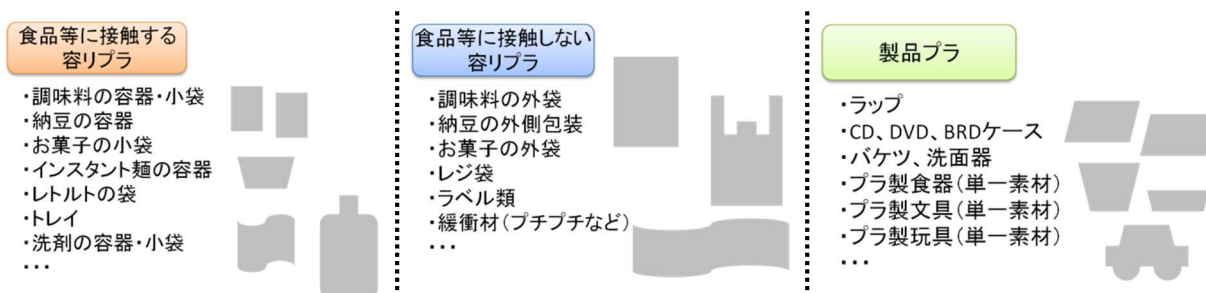 食品等に接触する
容リプラ
・調味料の容器・小袋
・納豆の容器
・お菓子の小袋
・インスタント麺の容器
・レトルトの袋
・トレイ
・洗剤の容器・小袋
・・・
食品等に接触しない
容リプラ
・調味料の外袋
・納豆の外側包装
・お菓子の外袋
・レジ袋
・ラベル類
・緩衝材（プチプチなど）
・・・
製品プラ
・ラップ
・CD、DVD、BRDケース
・バケツ、洗面器
・プラ製食器（単一素材）
・プラ製文具（単一素材）
・プラ製玩具（単一素材）
・・・